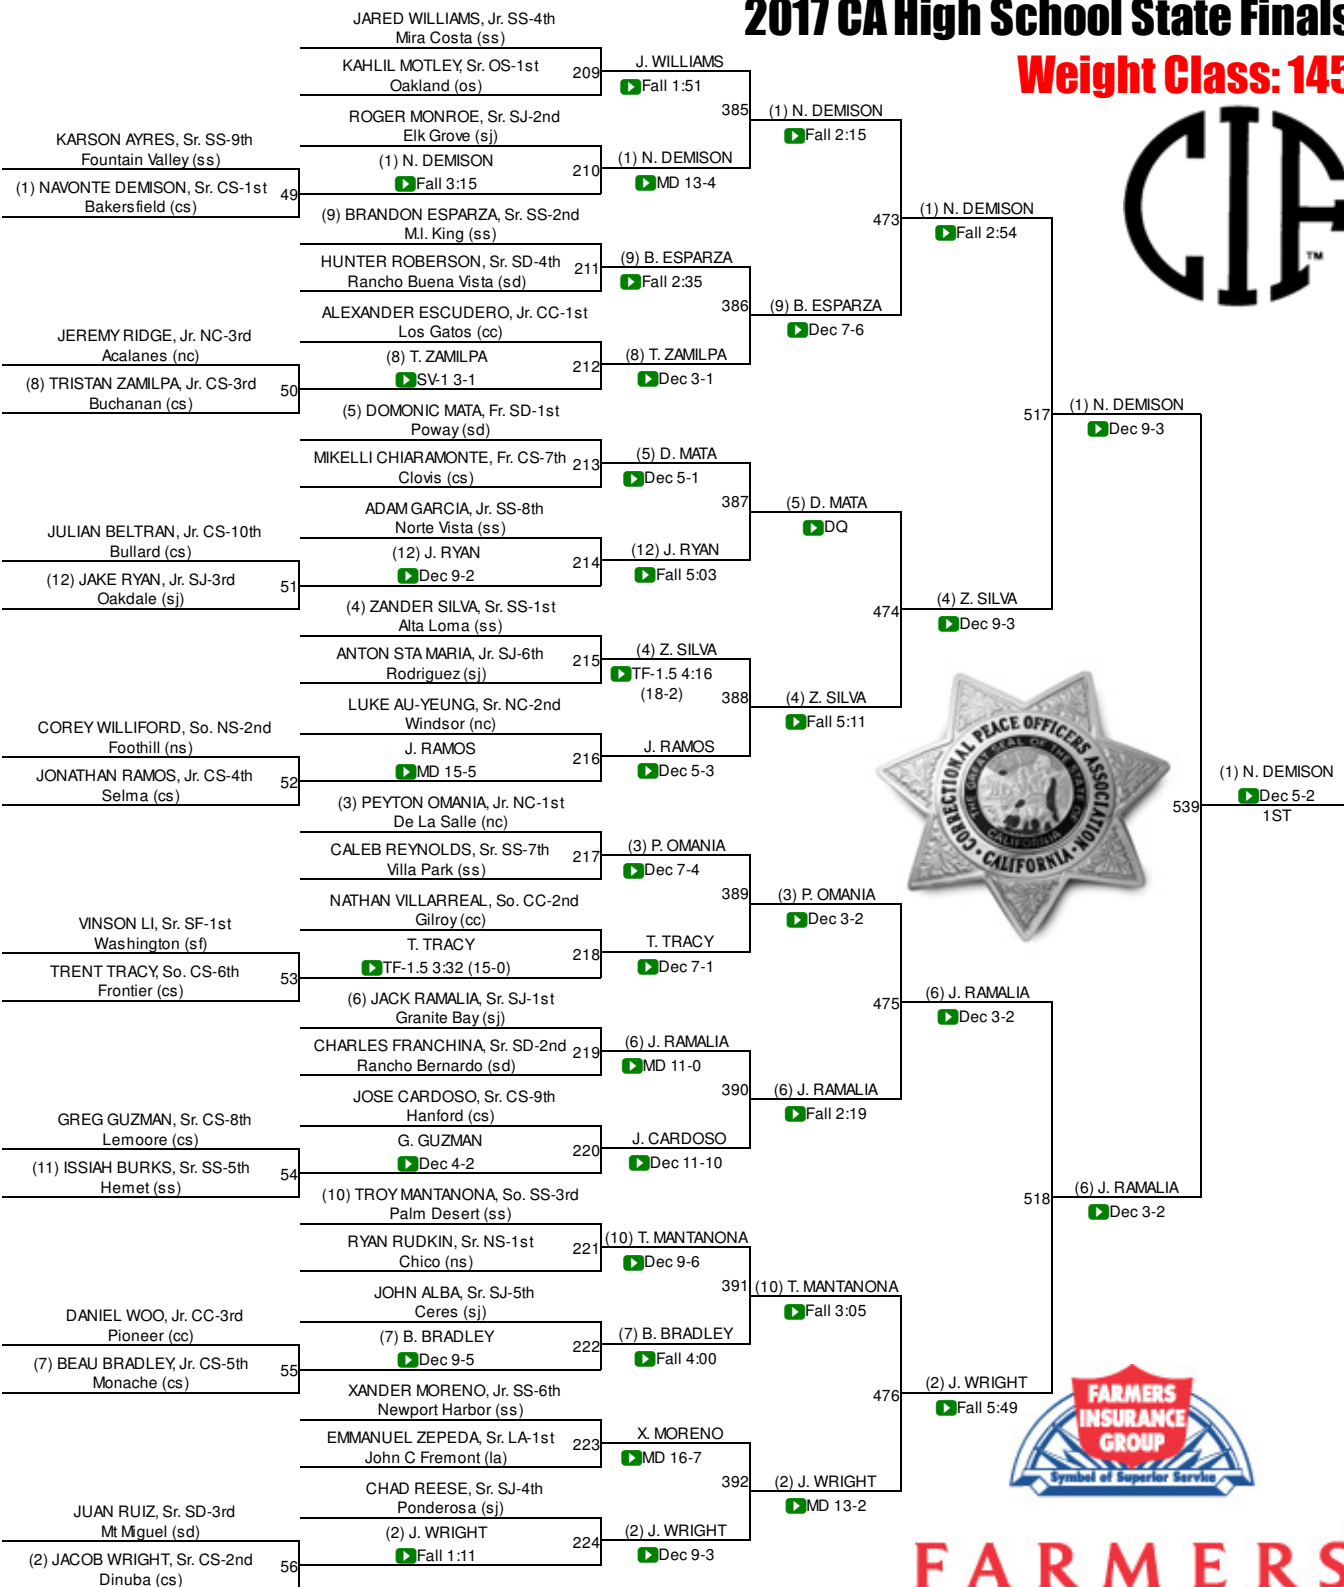 2017 CA High School State Finals
Weight Class: 145
JARED WILLIAMS, Jr. SS-4th
Mira Costa (ss)
KAHLIL MOTLEY, Sr. OS-1st
Oakland (os)
209
J. WILLIAMS
Fall 1:51
ROGER MONROE, Sr. SJ-2nd
Elk Grove (sj)
KARSON AYRES, Sr. SS-9th
Fountain Valley (ss)
(1) NAVONTE DEMISON, Sr. CS-1st
Bakersfield (cs)
49
(1) N. DEMISON
Fall 3:15
210
(1) N. DEMISON
MD 13-4
385
(1) N. DEMISON
Fall 2:15
(9) BRANDON ESPARZA, Sr. SS-2nd
M.l. King (ss)
HUNTER ROBERSON, Sr. SD-4th
Rancho Buena Vista (sd)
211
(9) B. ESPARZA
Fall 2:35
ALEXANDER ESCUDERO, Jr. CC-1st
Los Gatos (cc)
JEREMY RIDGE, Jr. NC-3rd
Acalanes (nc)
(8) TRISTAN ZAMILPA, Jr. CS-3rd
Buchanan (cs)
50
(8) T. ZAMILPA
SV-1 3-1
212
(8) T. ZAMILPA
Dec 3-1
386
(9) B. ESPARZA
Dec 7-6
473
(1) N. DEMISON
Fall 2:54
TM
(5) DOMONIC MATA, Fr. SD-1st
Poway (sd)
MIKELLI CHIARAMONTE, Fr. CS-7th
Clovis (cs)
213
(5) D. MATA
Dec 5-1
ADAM GARCIA, Jr. SS-8th
Norte Vista (ss)
JULIAN BELTRAN, Jr. CS-10th
Bullard (cs)
(12) JAKE RYAN, Jr. SJ-3rd
Oakdale (sj)
51
(12) J. RYAN
Dec 9-2
214
(12) J. RYAN
Fall 5:03
387
(5) D. MATA
DQ
(4) ZANDER SILVA, Sr. SS-1st
Alta Loma (ss)
ANTON STA MARIA, Jr. SJ-6th
Rodriguez (sj)
215
(4) Z. SILVA
TF-1.5 4:16
(18-2)
LUKE AU-YEUNG, Sr. NC-2nd
Windsor (nc)
COREY WILLIFORD, So. NS-2nd
Foothill (ns)
JONATHAN RAMOS, Jr. CS-4th
Selma (cs)
52
J. RAMOS
MD 15-5
216
J. RAMOS
Dec 5-3
388
(4) Z. SILVA
Fall 5:11
474
(4) Z. SILVA
Dec 9-3
517
(1) N. DEMISON
Dec 9-3
(3) PEYTON OMANIA, Jr. NC-1st
De La Salle (nc)
CALEB REYNOLDS, Sr. SS-7th
Villa Park (ss)
217
(3) P. OMANIA
Dec 7-4
NATHAN VILLARREAL, So. CC-2nd
Gilroy (cc)
VINSON LI, Sr. SF-1st
Washington (sf)
TRENT TRACY, So. CS-6th
Frontier (cs)
53
T. TRACY
TF-1.5 3:32 (15-0)
218
T. TRACY
Dec 7-1
389
(3) P. OMANIA
Dec 3-2
(6) JACK RAMALIA, Sr. SJ-1st
Granite Bay (sj)
CHARLES FRANCHINA, Sr. SD-2nd
Rancho Bernardo (sd)
219
(6) J. RAMALIA
MD 11-0
JOSE CARDOSO, Sr. CS-9th
Hanford (cs)
GREG GUZMAN, Sr. CS-8th
Lemoore (cs)
(11) ISSIAH BURKS, Sr. SS-5th
Hemet (ss)
54
G. GUZMAN
Dec 4-2
220
J. CARDOSO
Dec 11-10
390
(6) J. RAMALIA
Fall 2:19
475
(6) J. RAMALIA
Dec 3-2
(10) TROY MANTANONA, So. SS-3rd
Palm Desert (ss)
RYAN RUDKIN, Sr. NS-1st
Chico (ns)
221
(10) T. MANTANONA
Dec 9-6
JOHN ALBA, Sr. SJ-5th
Ceres (sj)
DANIEL WOO, Jr. CC-3rd
Pioneer (cc)
(7) BEAU BRADLEY, Jr. CS-5th
Monache (cs)
55
(7) B. BRADLEY
Dec 9-5
222
(7) B. BRADLEY
Fall 4:00
391
(10) T. MANTANONA
Fall 3:05
XANDER MORENO, Jr. SS-6th
Newport Harbor (ss)
EMMANUEL ZEPEDA, Sr. LA-1st
John C Fremont (la)
223
X. MORENO
MD 16-7
CHAD REESE, Sr. SJ-4th
Ponderosa (sj)
JUAN RUIZ, Sr. SD-3rd
Mt Miguel (sd)
(2) JACOB WRIGHT, Sr. CS-2nd
Dinuba (cs)
56
(2) J. WRIGHT
Fall 1:11
224
(2) J. WRIGHT
Dec 9-3
392
(2) J. WRIGHT
MD 13-2
476
(2) J. WRIGHT
Fall 5:49
518
(6) J. RAMALIA
Dec 3-2
539
(1) N. DEMISON
Dec 5-2
1ST
CIF
CORRECTIONAL PEACE OFFICERS ASSOCIATION
CALIFORNIA
THE GREAT SEAL OF THE STATE OF
CALIFORNIA
FARMERS
INSURANCE
GROUP
Symbol of Superior Service
FARMERS